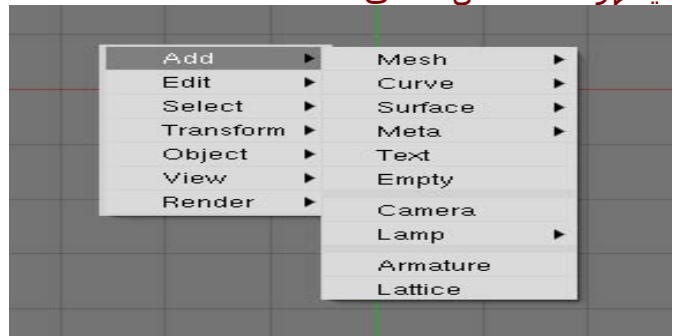 Add
Edit
Select
Transform
Object
View
Render
Mesh
Curve
Surface
Meta
Text
Empty
Camera
Lamp
Armature
Lattice